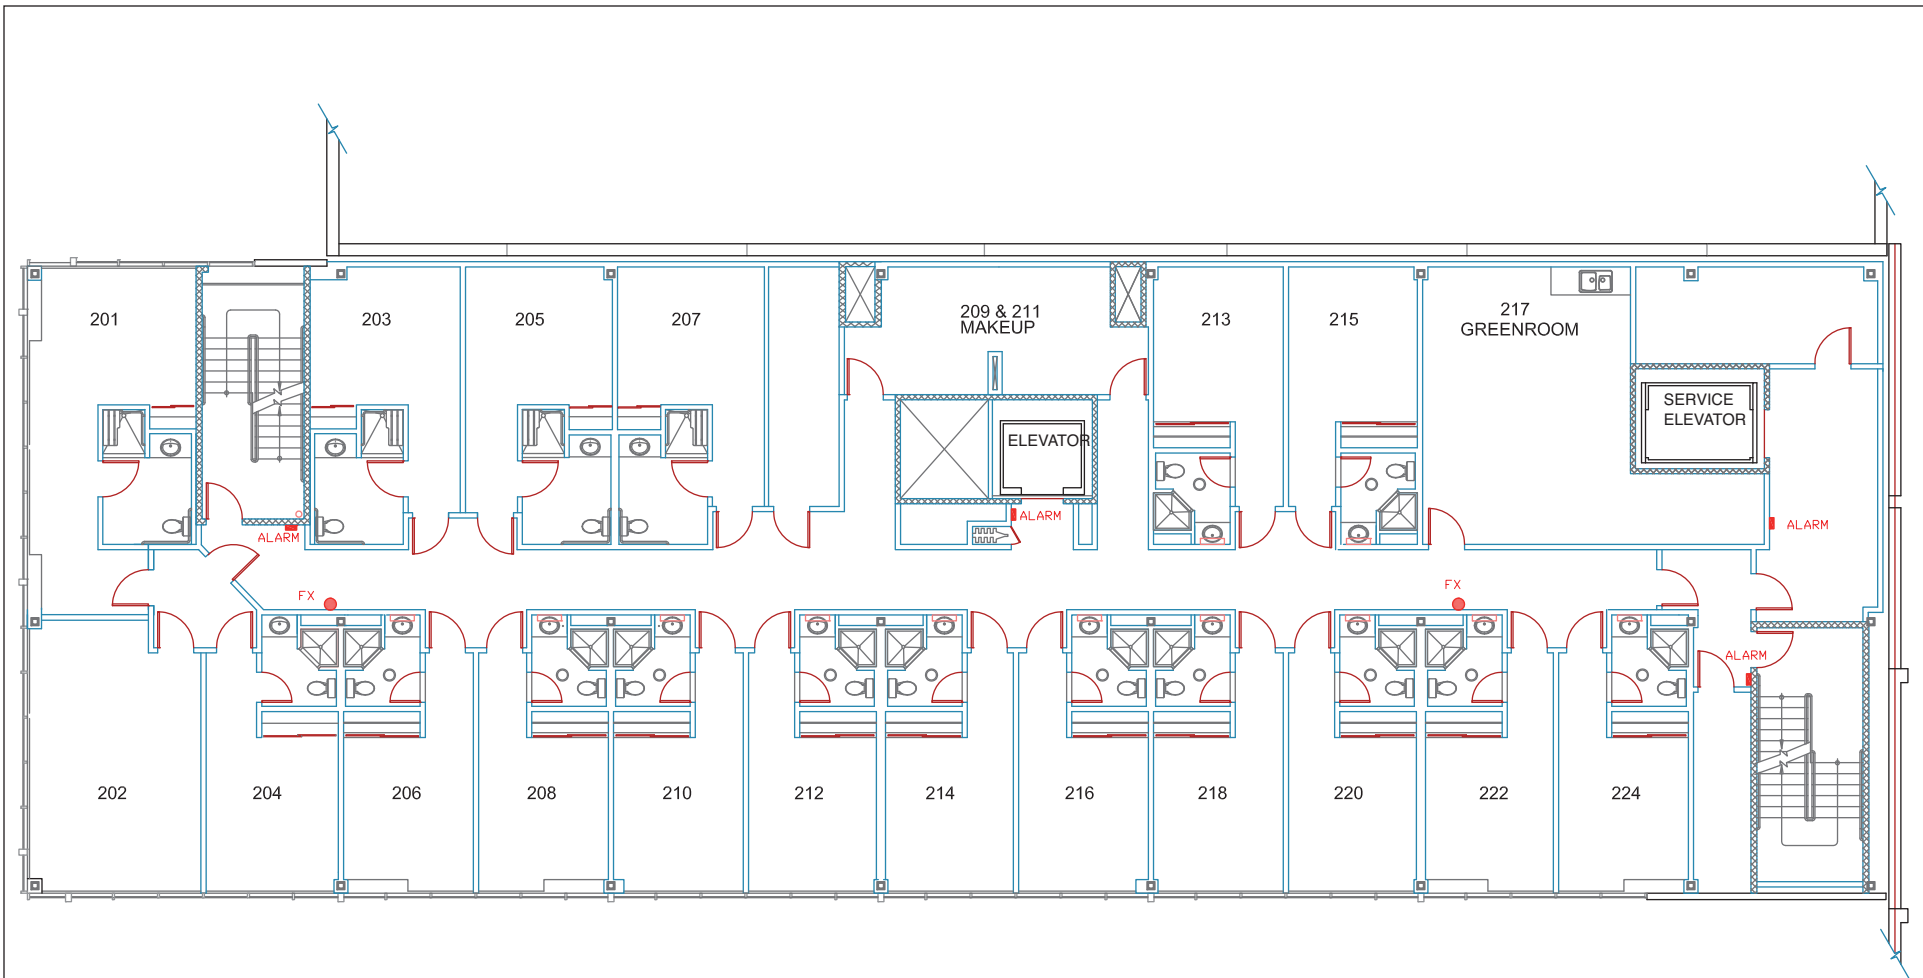 201
203
205
207
209 & 211
MAKEUP
213
215
217
GREENROOM
SERVICE
ELEVATOR
ELEVATOR
ALARM
ALARM
ALARM
FX
FX
ALARM
202
204
206
208
210
212
214
216
218
220
222
224